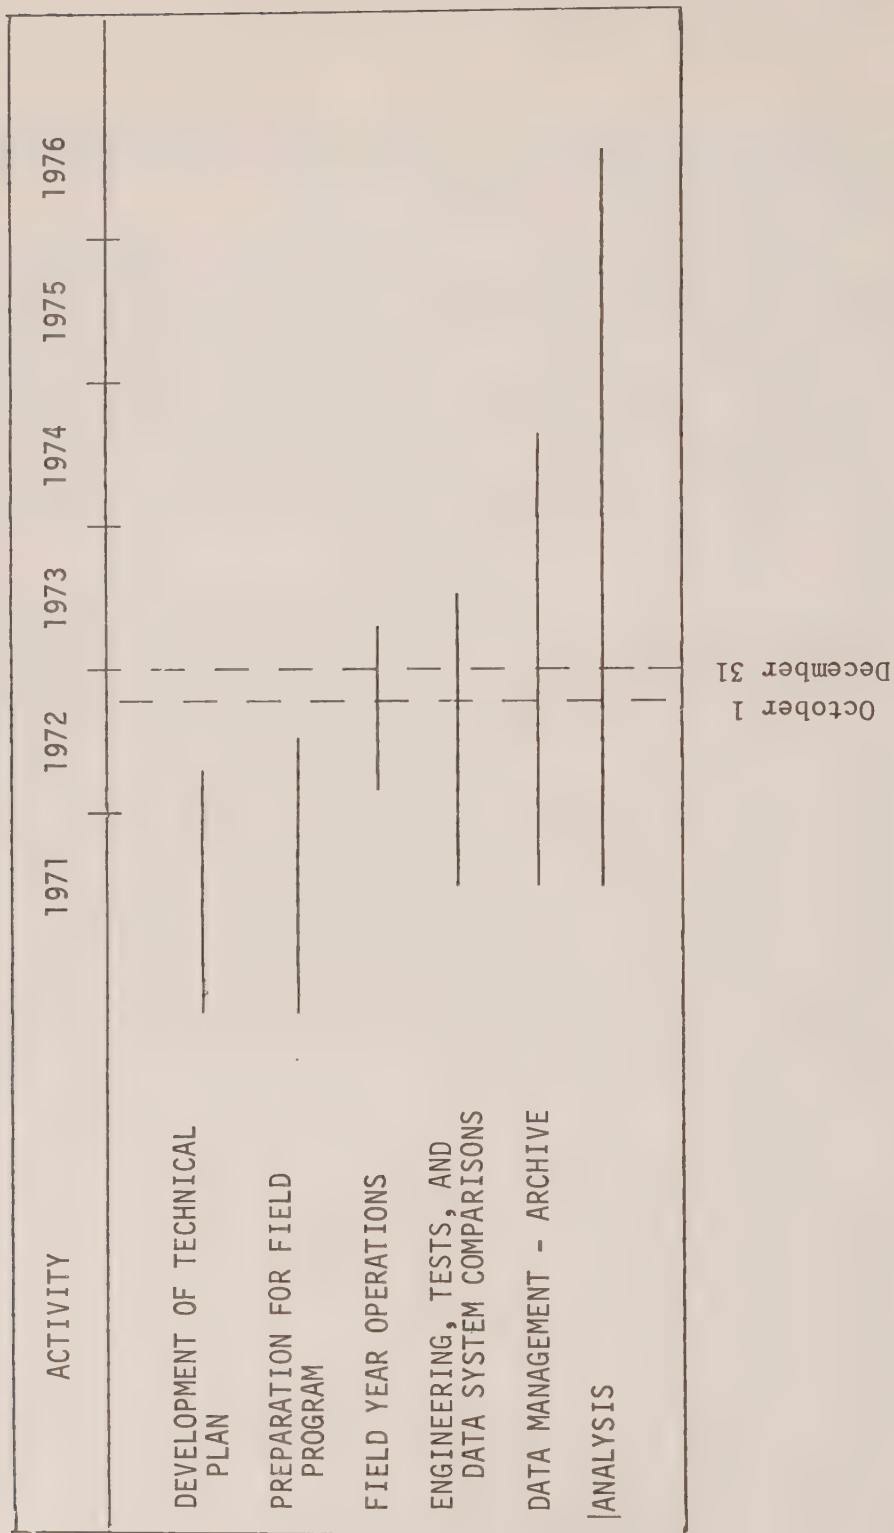 ACTIVITY
1971
1972
1973
1974
1975
1976
DEVELOPMENT OF TECHNICAL
PLAN
PREPARATION FOR FIELD
PROGRAM
FIELD YEAR OPERATIONS
ENGINEERING, TESTS, AND
DATA SYSTEM COMPARISONS
DATA MANAGEMENT - ARCHIVE
ANALYSIS
October 1
December 31